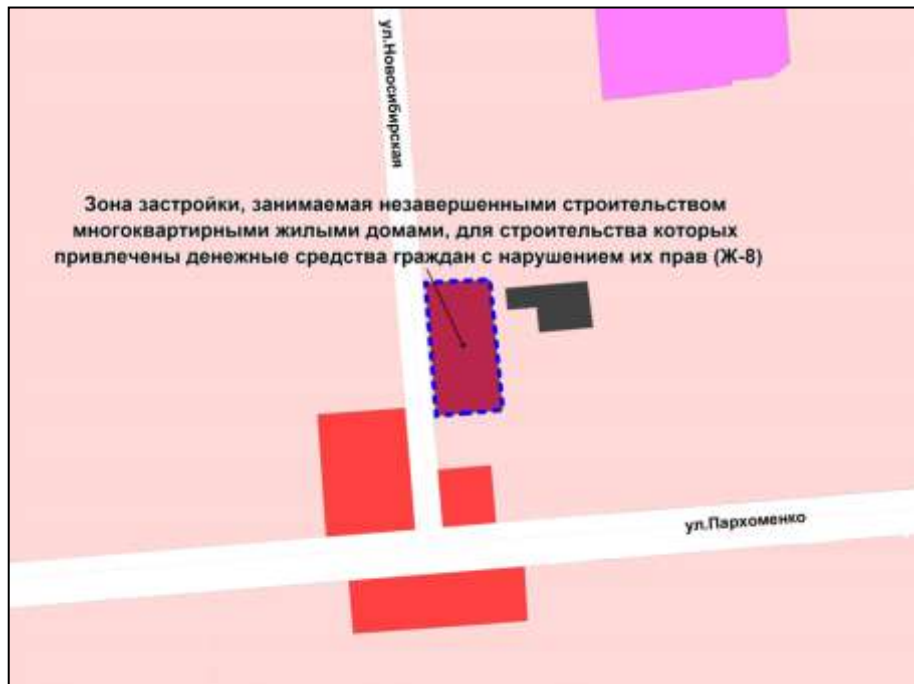 ул.Новосибирская
Зона застройки, занимаемая незавершенными строительством
многоквартирными жилыми домами, для строительства которых
привлечены денежные средства граждан с нарушением их прав (Ж-8)
ул.Пархоменко